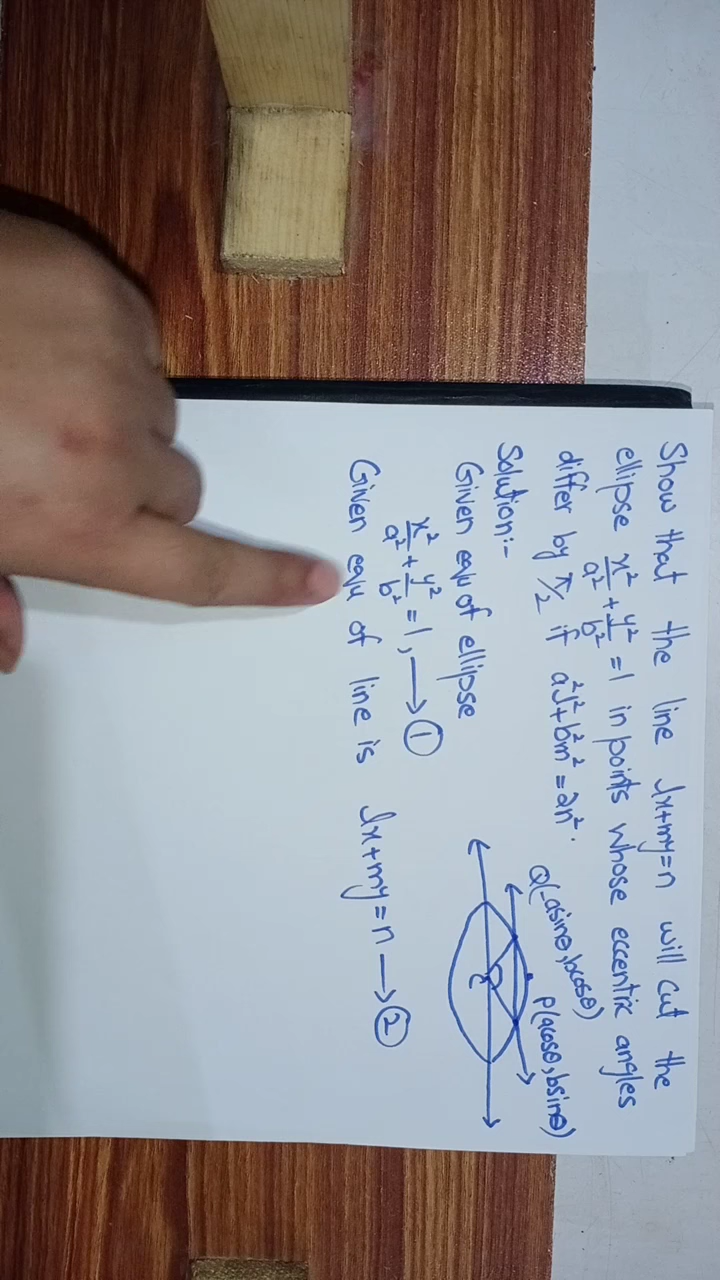 Show that the line lx+my=n will cut the
ellipse x²/a² + y²/b² = 1 in points whose eccentric angles
differ by π/2 if a²l²+b²m²=2n².
Solution:-
Q(-asinθ, bcosθ)
P(acosθ, bsinθ)
C
Given eqn of ellipse
x²/a² + y²/b² = 1, → ①
Given eqn of line is lx+my=n → ②